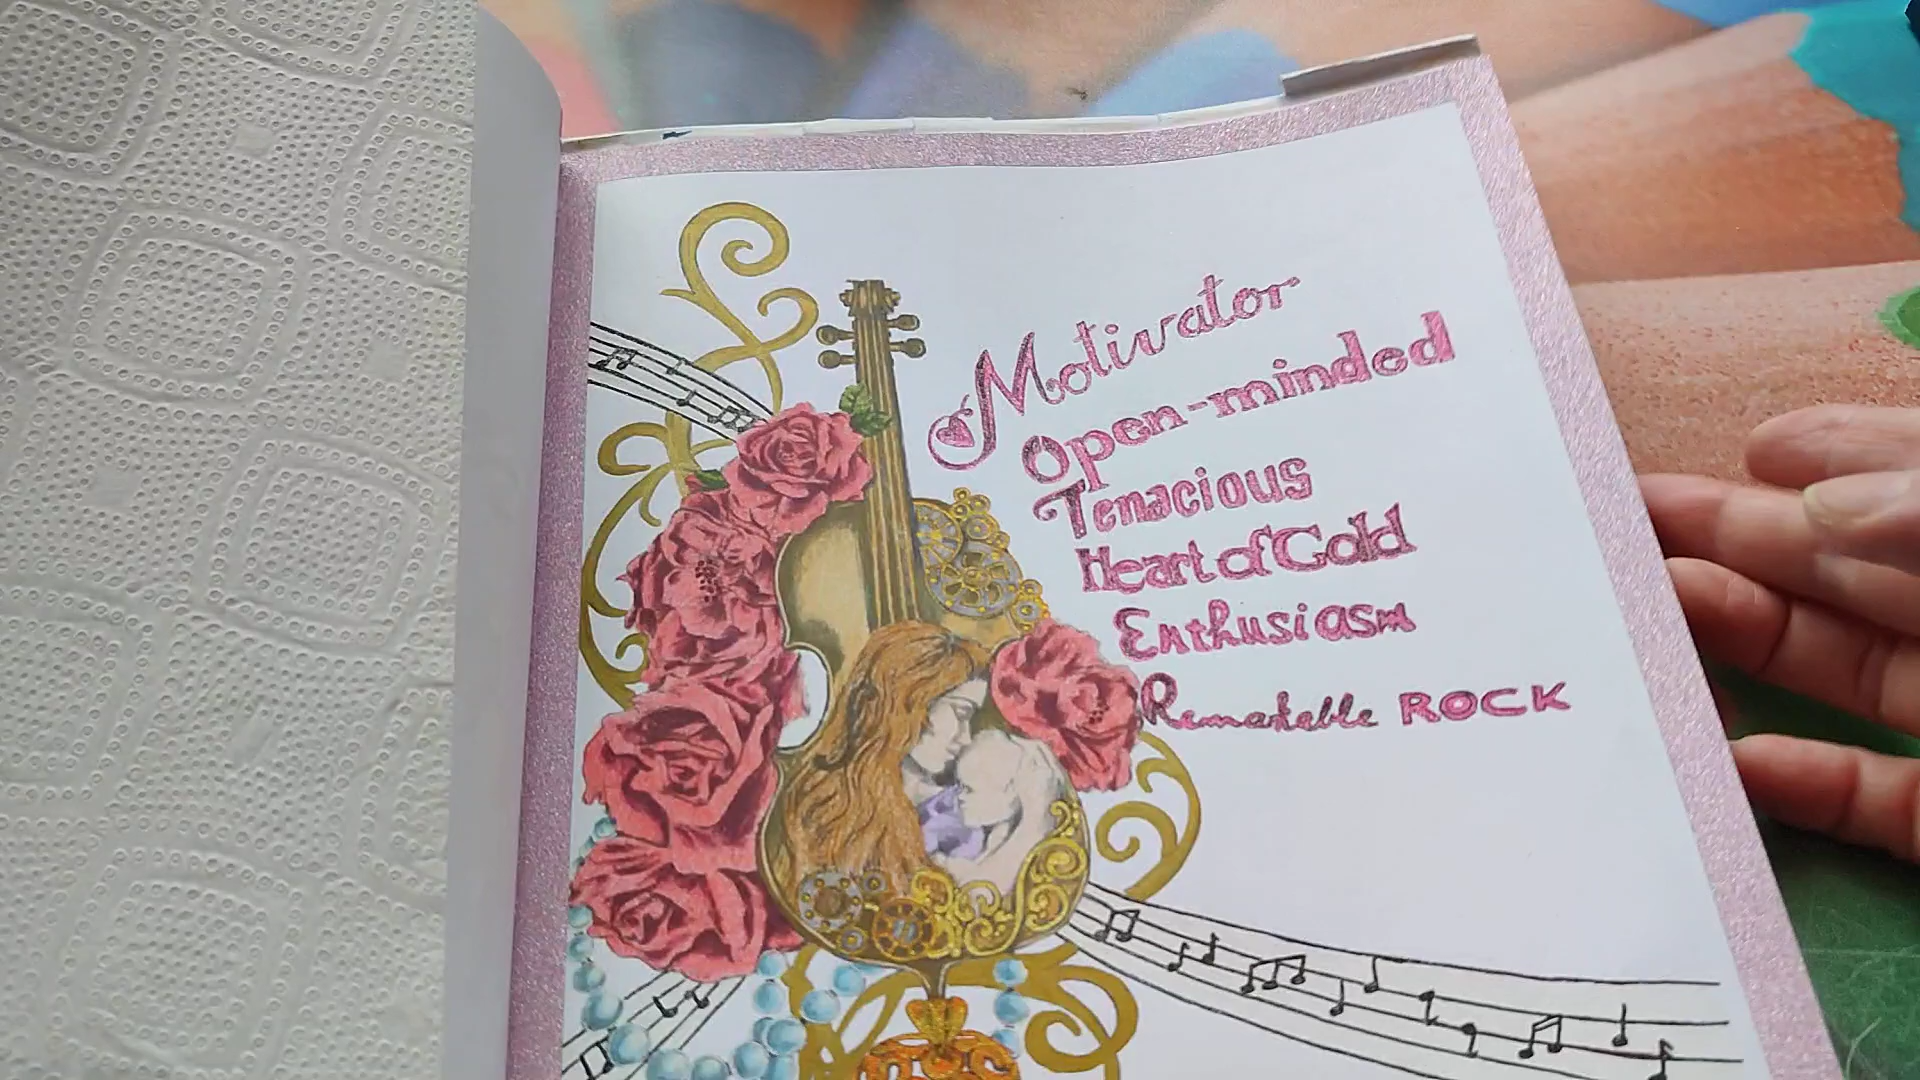 Motivator
Open-minded
Tenacious
Heart of Gold
Enthusiasm
Remarkable ROCK